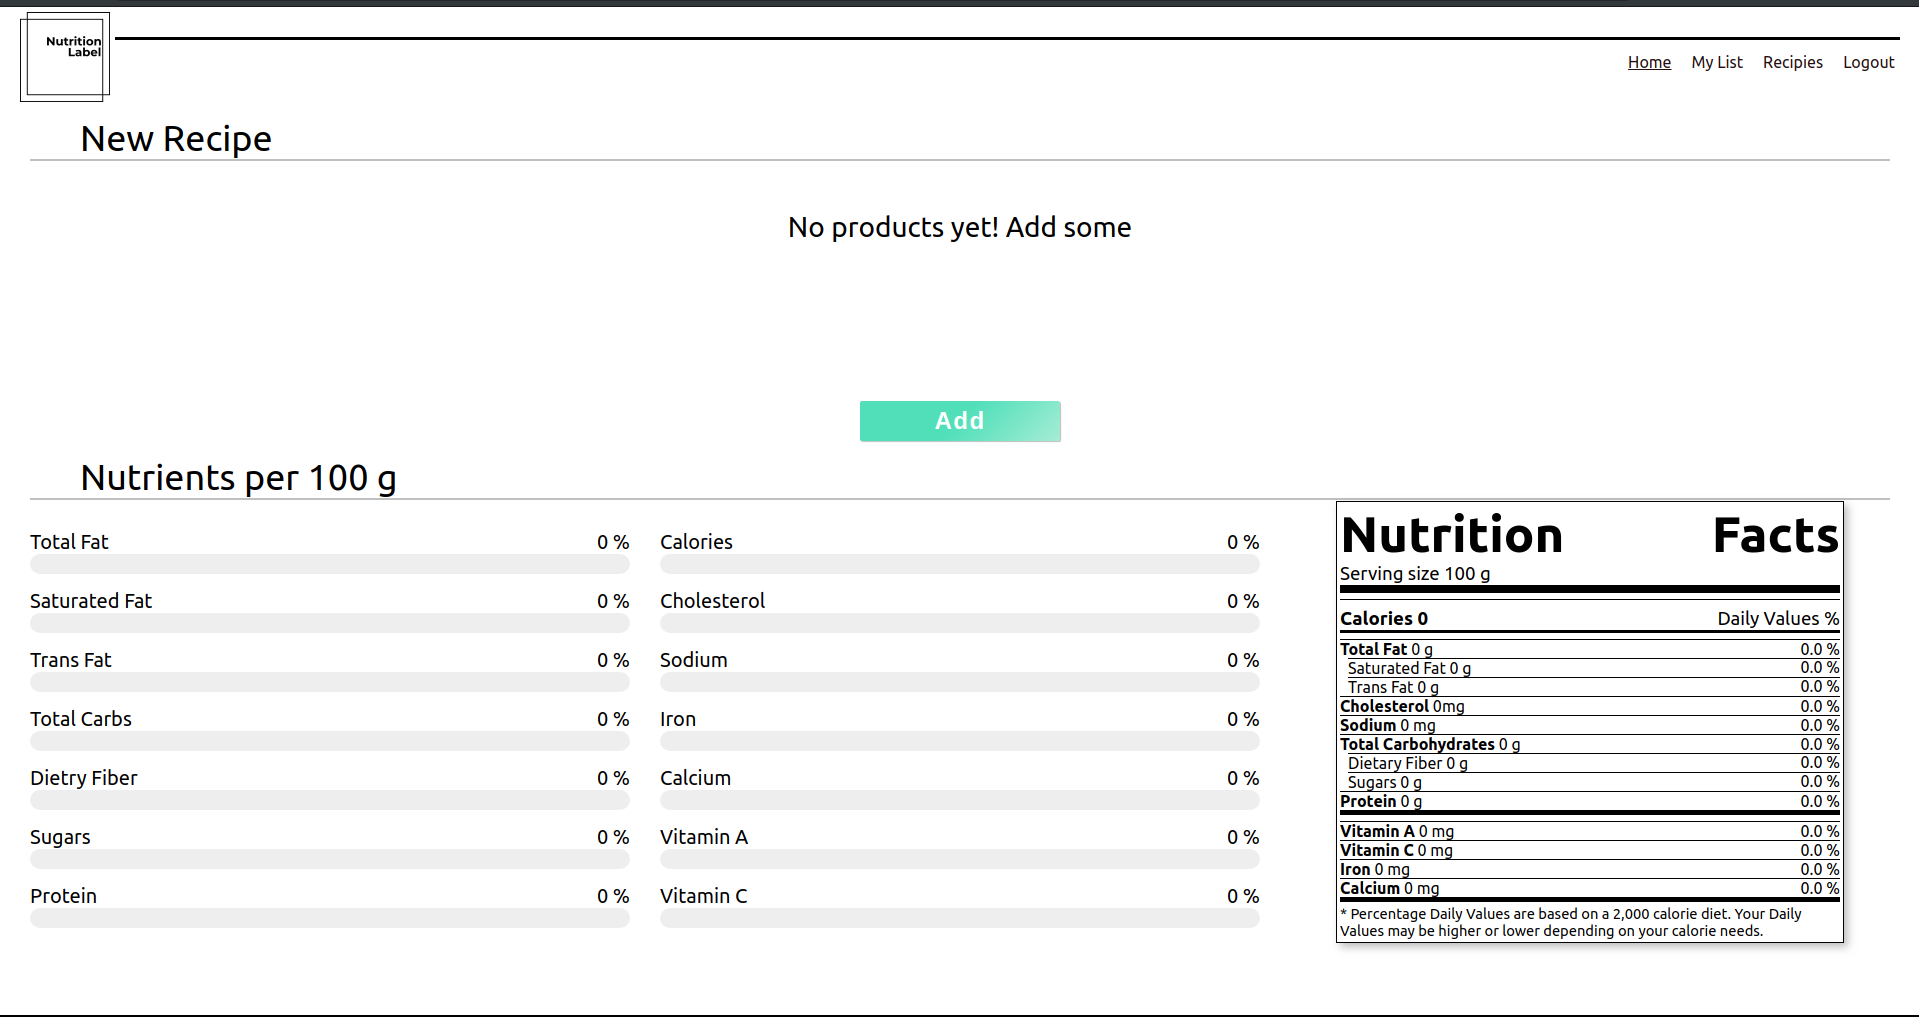 Nutrition
Label
Home My List Recipies Logout
New Recipe
No products yet! Add some
Add
Nutrients per 100 g
Total Fat 0 %
Saturated Fat 0 %
Trans Fat 0 %
Total Carbs 0 %
Dietry Fiber 0 %
Sugars 0 %
Protein 0 %
Calories 0 %
Cholesterol 0 %
Sodium 0 %
Iron 0 %
Calcium 0 %
Vitamin A 0 %
Vitamin C 0 %
Nutrition Facts
Serving size 100 g
Calories 0 Daily Values %
Total Fat 0 g 0.0 %
Saturated Fat 0 g 0.0 %
Trans Fat 0 g 0.0 %
Cholesterol 0mg 0.0 %
Sodium 0 mg 0.0 %
Total Carbohydrates 0 g 0.0 %
Dietary Fiber 0 g 0.0 %
Sugars 0 g 0.0 %
Protein 0 g 0.0 %
Vitamin A 0 mg 0.0 %
Vitamin C 0 mg 0.0 %
Iron 0 mg 0.0 %
Calcium 0 mg 0.0 %
* Percentage Daily Values are based on a 2,000 calorie diet. Your Daily
Values may be higher or lower depending on your calorie needs.